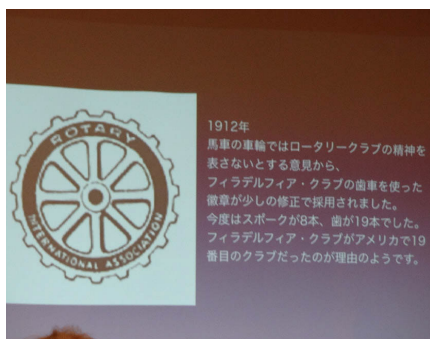 ROTARY
INTERNATIONAL ASSOCIATION
1912年
馬車の車輪ではロータリークラブの精神を
表さないとする意見から、
フィラデルフィア・クラブの歯車を使った
徽章が少しの修正で採用されました。
今度はスポークが8本、歯が19本でした。
フィラデルフィア・クラブがアメリカで19
番目のクラブだったのが理由のようです。